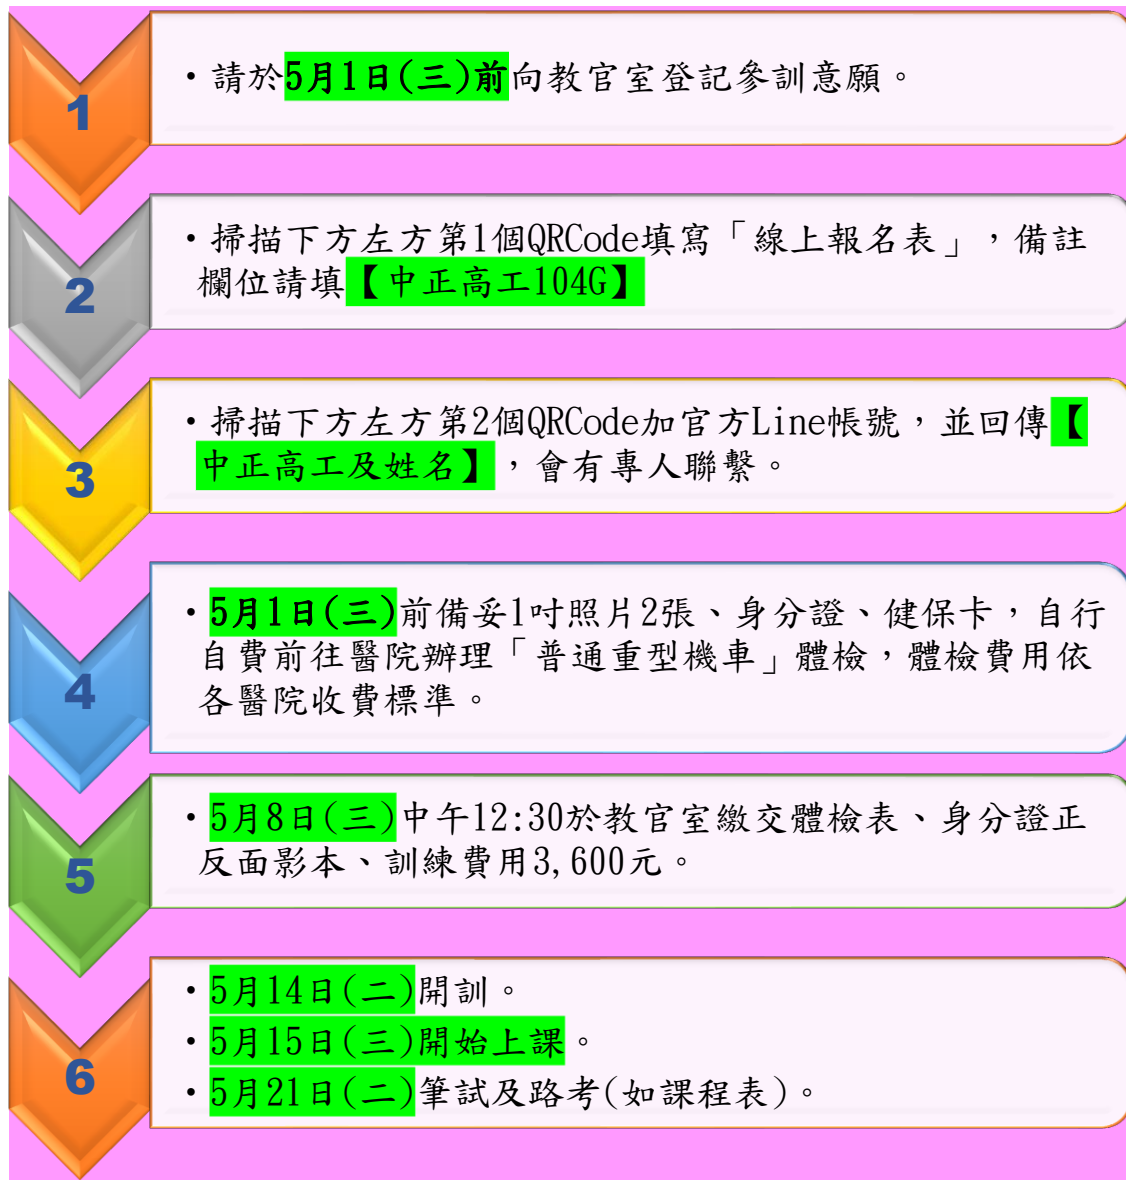 1
・請於5月1日(三)前向教官室登記參訓意願。
2
・掃描下方左方第1個QRCode填寫「線上報名表」,備註
欄位請填【中正高工104G】
3
・掃描下方左方第2個QRCode加官方Line帳號,並回傳【
中正高工及姓名】,會有專人聯繫。
4
・5月1日(三)前備妥1吋照片2張、身分證、健保卡,自行
自費前往醫院辦理「普通重型機車」體檢,體檢費用依
各醫院收費標準。
5
・5月8日(三)中午12:30於教官室繳交體檢表、身分證正
反面影本、訓練費用3,600元。
6
・5月14日(二)開訓。
・5月15日(三)開始上課。
・5月21日(二)筆試及路考(如課程表)。